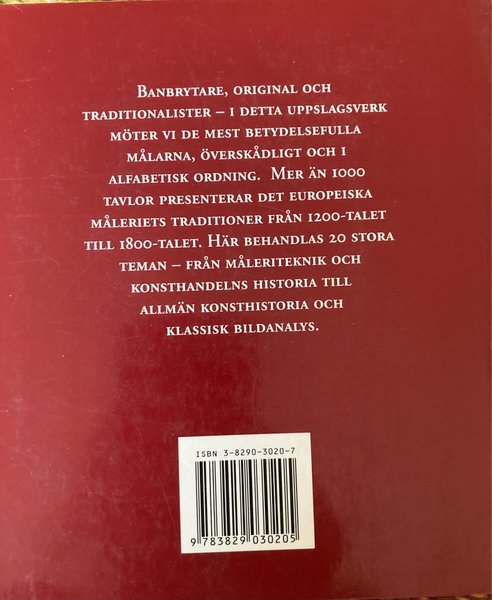 BANBRYTARE, ORIGINAL OCH
TRADITIONALISTER – I DETTA UPPSLAGSVERK
MÖTER VI DE MEST BETYDELSEFULLA
MÅLARNA, ÖVERSKÅDLIGT OCH I
ALFABETISK ORDNING. MER ÄN 1000
TAVLOR PRESENTERAR DET EUROPEISKA
MÅLERIETS TRADITIONER FRÅN 1200-TALET
TILL 1800-TALET. HÄR BEHANDLAS 20 STORA
TEMAN – FRÅN MÅLERITEKNIK OCH
KONSTHANDELNS HISTORIA TILL
ALLMÄN KONSTHISTORIA OCH
KLASSISK BILDANALYS.
ISBN 3-8290-3020-7
9 783829 030205